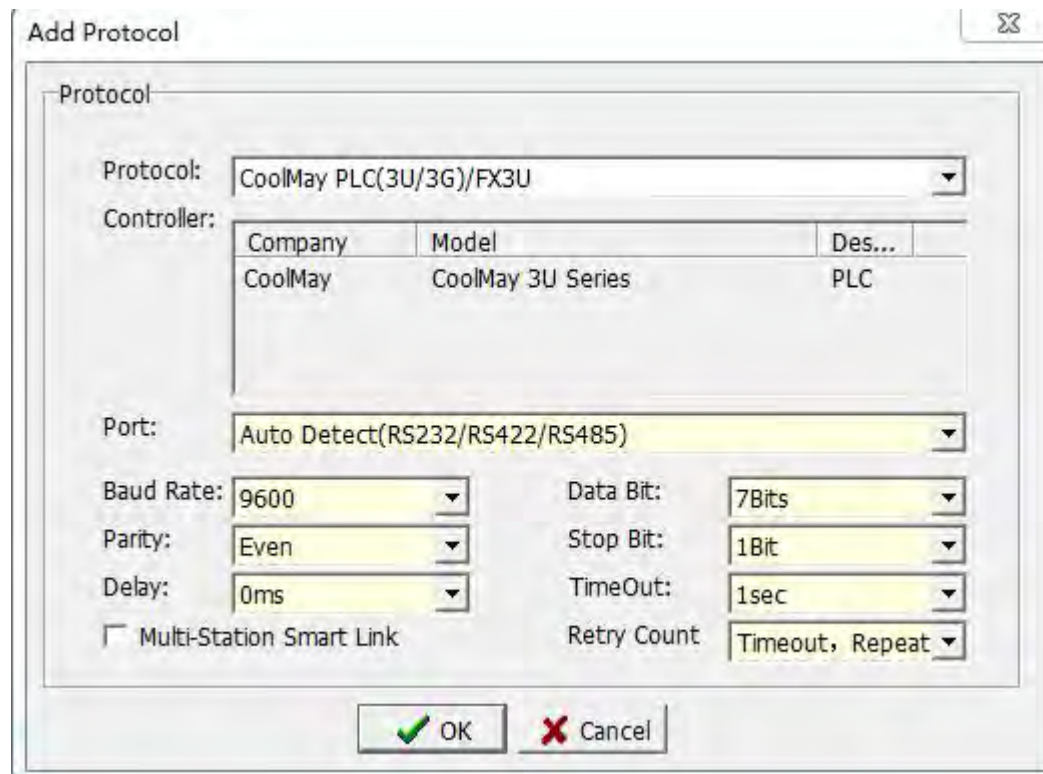 Add Protocol
Protocol
Protocol: CoolMay PLC(3U/3G)/FX3U
Controller:
Company Model Des...
CoolMay CoolMay 3U Series PLC
Port: Auto Detect(RS232/RS422/RS485)
Baud Rate: 9600 Data Bit: 7Bits
Parity: Even Stop Bit: 1Bit
Delay: 0ms TimeOut: 1sec
Multi-Station Smart Link Retry Count Timeout，Repeat
OK Cancel